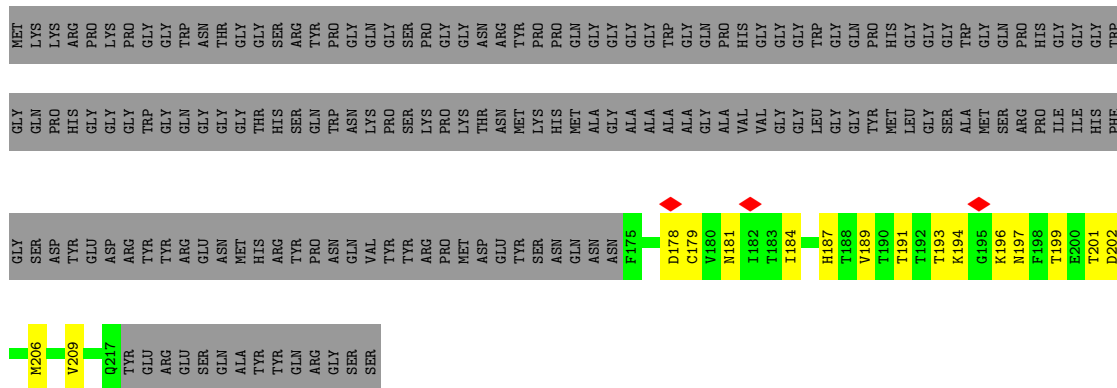 MET LYS LYS ARG PRO LYS PRO GLY GLY TRP ASN THR GLY GLY SER ARG TYR PRO GLY GLN GLY SER PRO GLY GLY ASN ARG TYR PRO PRO GLN GLY GLY GLY GLY TRP GLY GLN PRO HIS GLY GLY GLY TRP GLY GLN PRO HIS GLY GLY GLY TRP GLY GLN PRO HIS GLY GLY GLY TRP
GLY GLN PRO HIS GLY GLY GLY TRP GLY GLN GLY GLY GLY THR HIS SER GLN TRP ASN LYS PRO SER LYS PRO LYS THR ASN MET LYS HIS MET ALA GLY ALA ALA ALA ALA GLY ALA VAL VAL GLY GLY LEU GLY GLY TYR MET LEU GLY SER ALA MET SER ARG PRO ILE ILE HIS PHE
GLY SER ASP TYR GLU ASP ARG TYR TYR ARG GLU ASN MET HIS ARG TYR PRO ASN GLN VAL TYR TYR ARG PRO MET ASP GLU TYR SER ASN GLN ASN ASN F175 D178 C179 V180 N181 I182 T183 I184 H187 T188 V189 T190 T191 T192 T193 K194 G195 K196 N197 F198 T199 E200 T201 D202
M206 V209 Q217 TYR GLU ARG GLU SER GLN ALA TYR TYR GLN ARG GLY SER SER